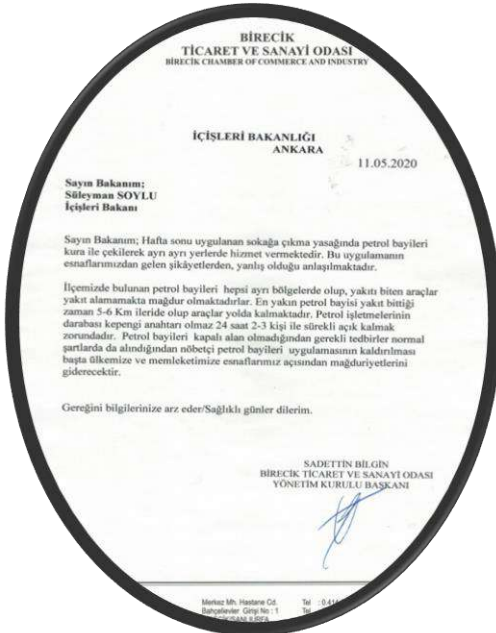 BİRECİK
TİCARET VE SANAYİ ODASI
BİRECİK CHAMBER OF COMMERCE AND INDUSTRY
İÇİŞLERİ BAKANLIĞI
ANKARA
11.05.2020
Sayın Bakanım;
Süleyman SOYLU
İçişleri Bakanı
Sayın Bakanım; Hafta sonu uygulanan sokağa çıkma yasağında petrol bayileri
kura ile çekilerek ayrı ayrı yerlerde hizmet vermektedir. Bu uygulamanın
esnaflarımızdan gelen şikâyetlerden, yanlış olduğu anlaşılmaktadır.
İlçemizde bulunan petrol bayileri hepsi ayrı bölgelerde olup, yakıtı biten araçlar
yakıt alamamakta mağdur olmaktadırlar. En yakın petrol bayisi yakıt bittiği
zaman 5-6 Km ileride olup araçlar yolda kalmaktadır. Petrol işletmelerinin
darabası kepengi anahtarı olmaz 24 saat 2-3 kişi ile sürekli açık kalmak
zorundadır. Petrol bayileri kapalı alan olmadığından gerekli tedbirler normal
şartlarda da alındığından nöbetçi petrol bayileri uygulamasının kaldırılması
başta ülkemize ve memleketimize esnaflarımız açısından mağduriyetlerini
giderecektir.
Gereğini bilgilerinize arz eder/Sağlıklı günler dilerim.
SADETTİN BİLGİN
BİRECİK TİCARET VE SANAYİ ODASI
YÖNETİM KURULU BAŞKANI
Merkez Mh. Hastane Cd. Tel : 0.414
Bahçelievler Girişi No : 1 Tel